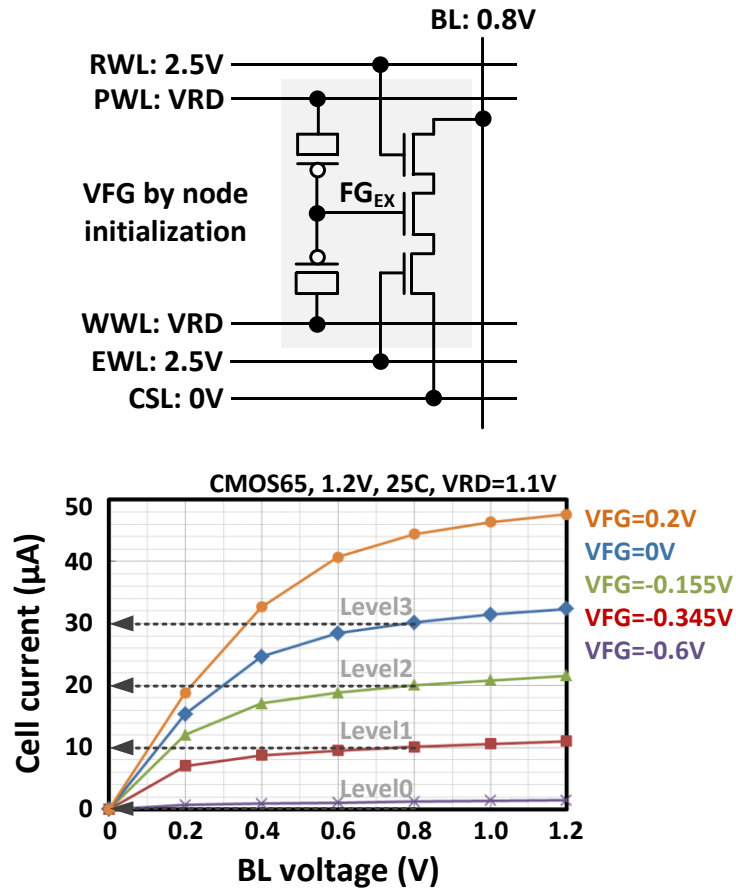 BL: 0.8V
RWL: 2.5V
PWL: VRD
VFG by node
initialization
FGEX
WWL: VRD
EWL: 2.5V
CSL: 0V
CMOS65, 1.2V, 25C, VRD=1.1V
Cell current (µA)
50
40
30
20
10
0
Level3
Level2
Level1
Level0
VFG=0.2V
VFG=0V
VFG=-0.155V
VFG=-0.345V
VFG=-0.6V
0 0.2 0.4 0.6 0.8 1.0 1.2
BL voltage (V)